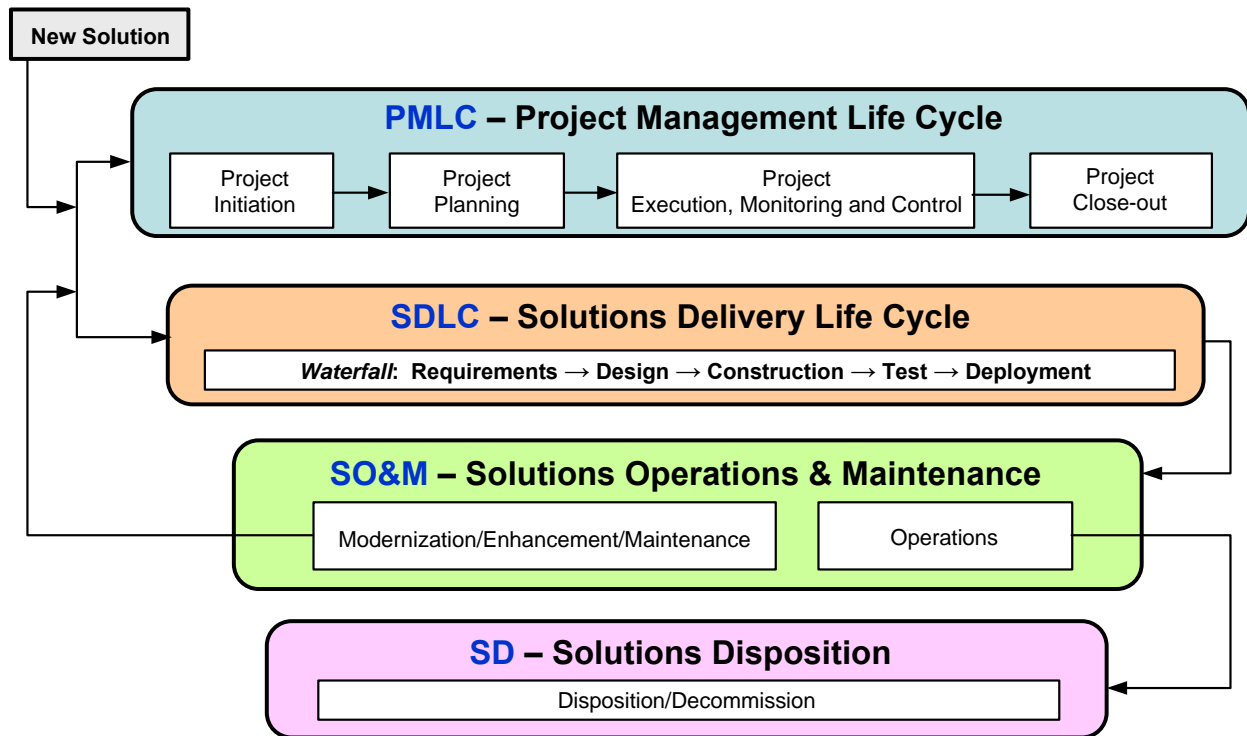 New Solution
PMLC – Project Management Life Cycle
Project
Initiation
Project
Planning
Project
Execution, Monitoring and Control
Project
Close-out
SDLC – Solutions Delivery Life Cycle
Waterfall: Requirements → Design → Construction → Test → Deployment
SO&M – Solutions Operations & Maintenance
Modernization/Enhancement/Maintenance
Operations
SD – Solutions Disposition
Disposition/Decommission